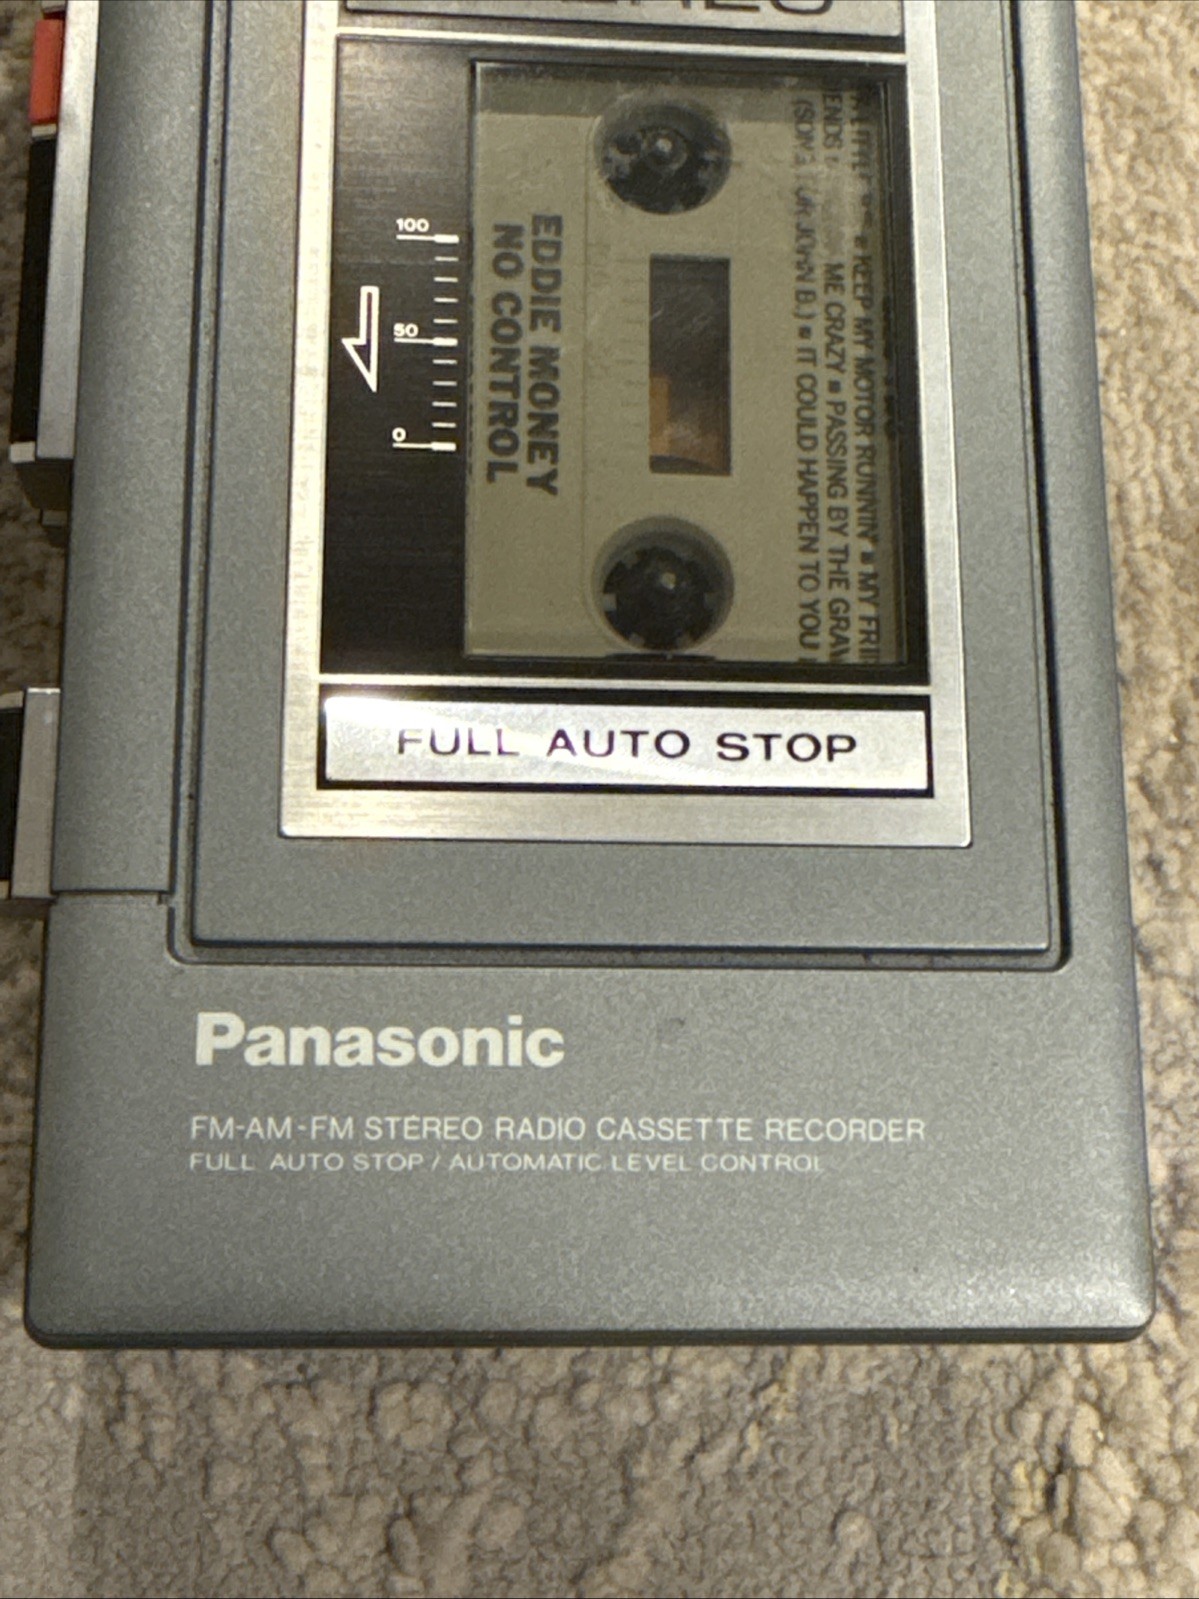 100
50
0
EDDIE MONEY
NO CONTROL
KEEP MY MOTOR RUNNIN' ■ MY FRI
ENDS ME CRAZY ■ PASSING BY THE GRAV
JOHN B.) ■ IT COULD HAPPEN TO YOU
FULL AUTO STOP
Panasonic
FM-AM-FM STEREO RADIO CASSETTE RECORDER
FULL AUTO STOP / AUTOMATIC LEVEL CONTROL